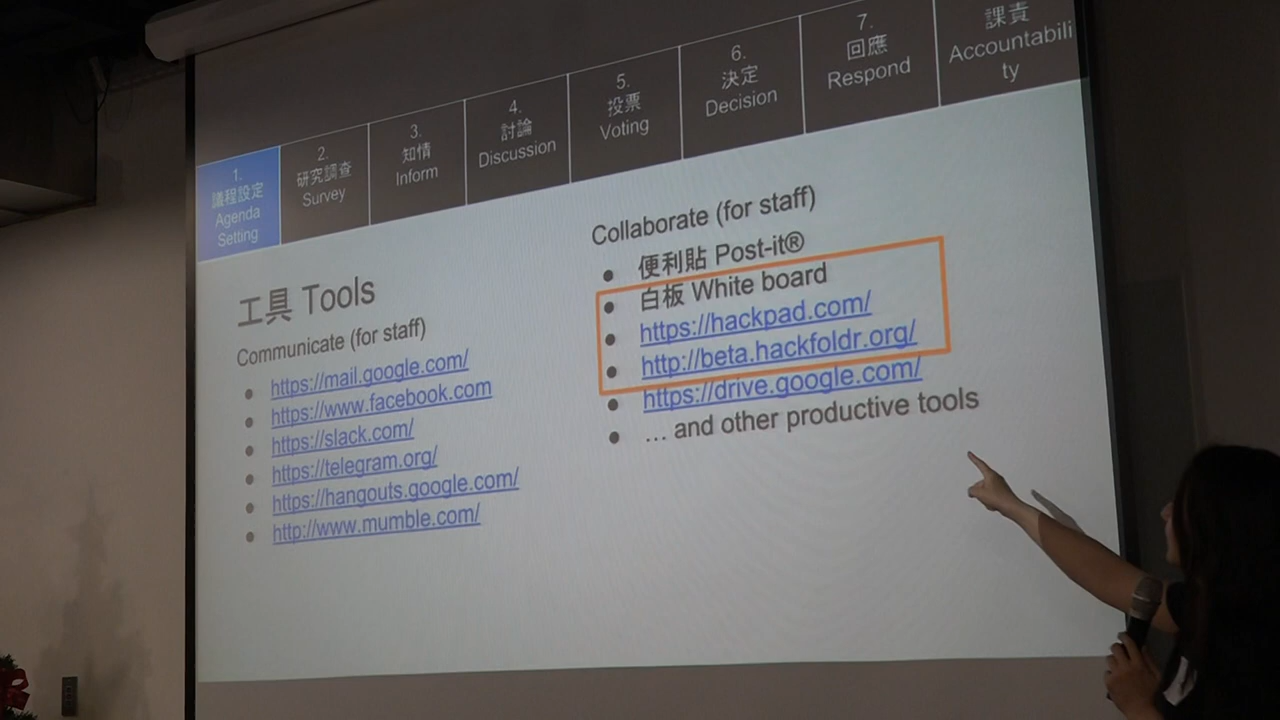 1.
議程設定
Agenda
Setting
2.
研究調查
Survey
3.
知情
Inform
4.
討論
Discussion
5.
投票
Voting
6.
決定
Decision
7.
回應
Respond
課責
Accountabili
ty
工具 Tools
Communicate (for staff)
https://mail.google.com/
https://www.facebook.com
https://slack.com/
https://telegram.org/
https://hangouts.google.com/
http://www.mumble.com/
Collaborate (for staff)
便利貼 Post-it®
白板 White board
https://hackpad.com/
http://beta.hackfoldr.org/
https://drive.google.com/
… and other productive tools